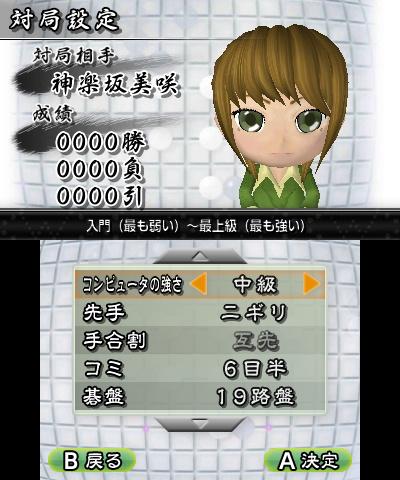 対局設定
対局相手
神楽坂美咲
成績
0000勝
0000負
0000引
入門（最も弱い）～最上級（最も強い）
コンピュータの強さ 中級
先手 ニギリ
手合割 互先
コミ 6目半
碁盤 19路盤
B 戻る A 決定